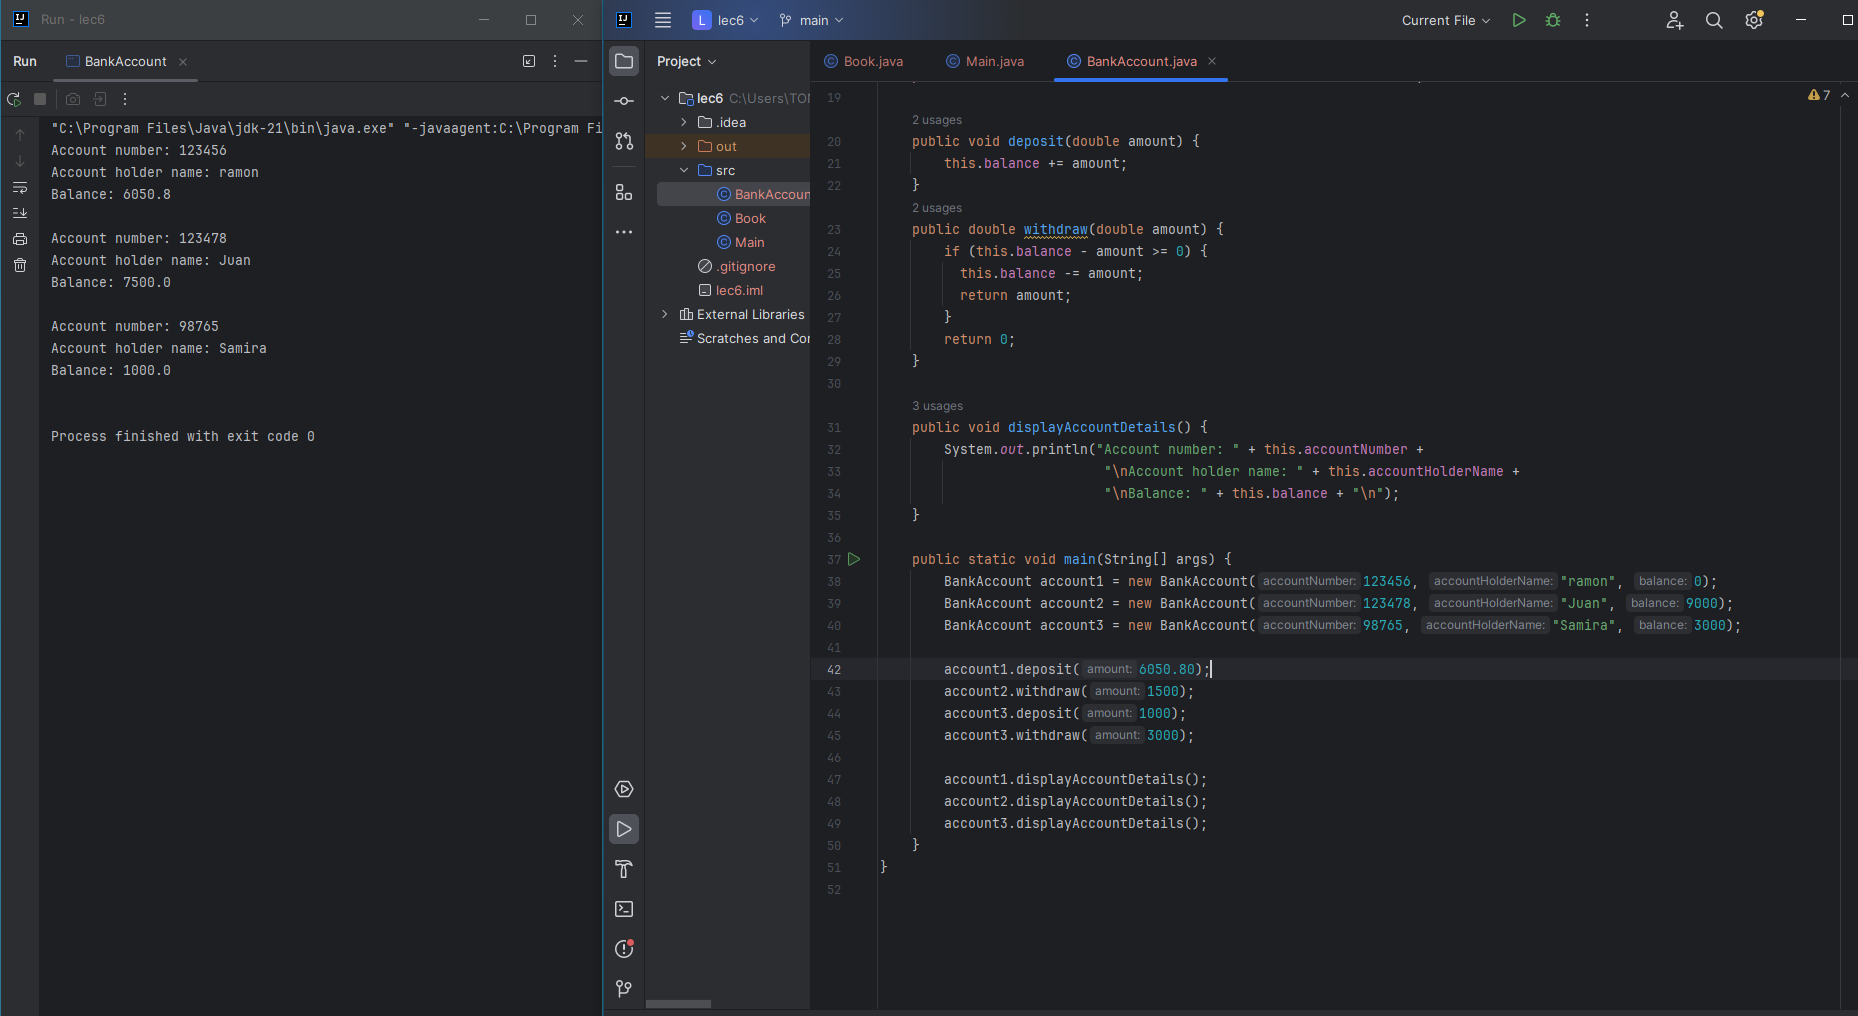 Run - lec6
Run BankAccount
"C:\Program Files\Java\jdk-21\bin\java.exe" "-javaagent:C:\Program Fi
Account number: 123456
Account holder name: ramon
Balance: 6050.8
Account number: 123478
Account holder name: Juan
Balance: 7500.0
Account number: 98765
Account holder name: Samira
Balance: 1000.0
Process finished with exit code 0
L lec6 main Current File
Project
lec6 C:\Users\TO
.idea
out
src
BankAccoun
Book
Main
.gitignore
lec6.iml
External Libraries
Scratches and Cor
Book.java Main.java BankAccount.java
7
19
2 usages
20 public void deposit(double amount) {
21 this.balance += amount;
22 }
2 usages
23 public double withdraw(double amount) {
24 if (this.balance - amount >= 0) {
25 this.balance -= amount;
26 return amount;
27 }
28 return 0;
29 }
30
3 usages
31 public void displayAccountDetails() {
32 System.out.println("Account number: " + this.accountNumber +
33 "\nAccount holder name: " + this.accountHolderName +
34 "\nBalance: " + this.balance + "\n");
35 }
36
37 public static void main(String[] args) {
38 BankAccount account1 = new BankAccount( accountNumber: 123456, accountHolderName: "ramon", balance: 0);
39 BankAccount account2 = new BankAccount( accountNumber: 123478, accountHolderName: "Juan", balance: 9000);
40 BankAccount account3 = new BankAccount( accountNumber: 98765, accountHolderName: "Samira", balance: 3000);
41
42 account1.deposit( amount: 6050.80);
43 account2.withdraw( amount: 1500);
44 account3.deposit( amount: 1000);
45 account3.withdraw( amount: 3000);
46
47 account1.displayAccountDetails();
48 account2.displayAccountDetails();
49 account3.displayAccountDetails();
50 }
51 }
52